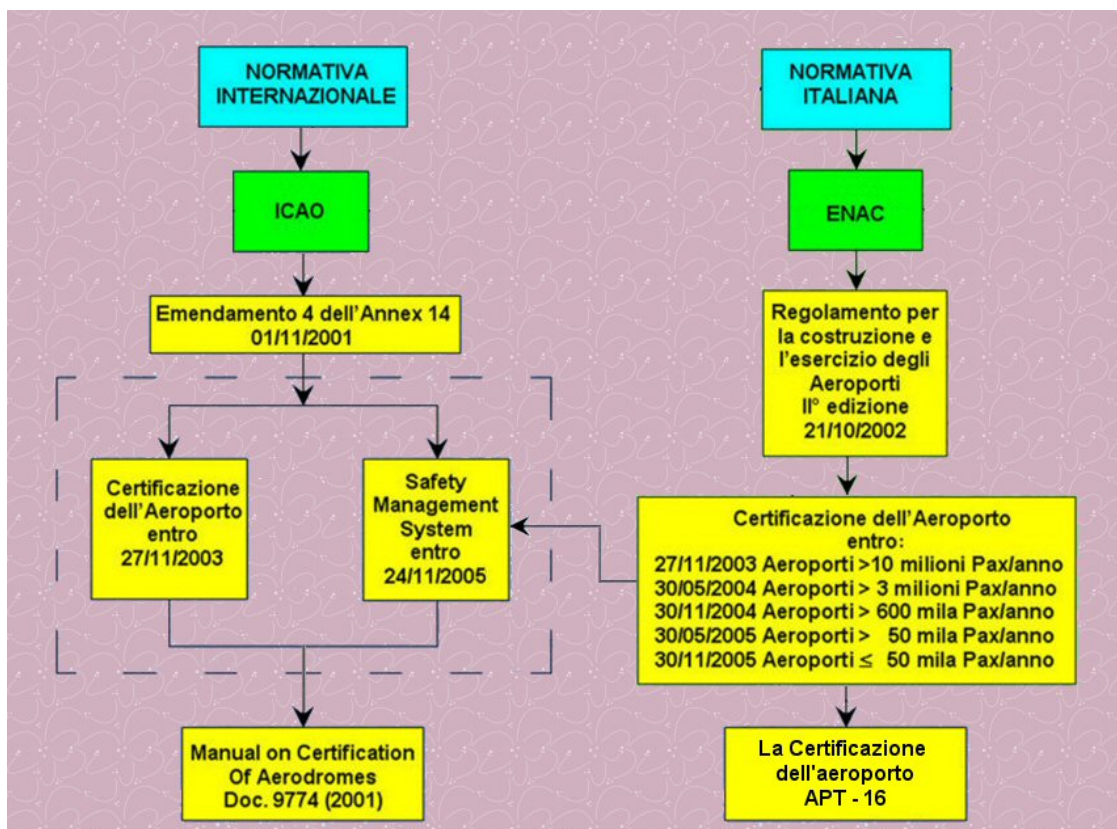 NORMATIVA
INTERNAZIONALE
ICAO
Emendamento 4 dell'Annex 14
01/11/2001
Certificazione
dell'Aeroporto
entro
27/11/2003
Safety
Management
System
entro
24/11/2005
Manual on Certification
Of Aerodromes
Doc. 9774 (2001)
NORMATIVA
ITALIANA
ENAC
Regolamento per
la costruzione e
l'esercizio degli
Aeroporti
II° edizione
21/10/2002
Certificazione dell'Aeroporto
entro:
27/11/2003 Aeroporti >10 milioni Pax/anno
30/05/2004 Aeroporti > 3 milioni Pax/anno
30/11/2004 Aeroporti > 600 mila Pax/anno
30/05/2005 Aeroporti > 50 mila Pax/anno
30/11/2005 Aeroporti ≤ 50 mila Pax/anno
La Certificazione
dell'aeroporto
APT - 16